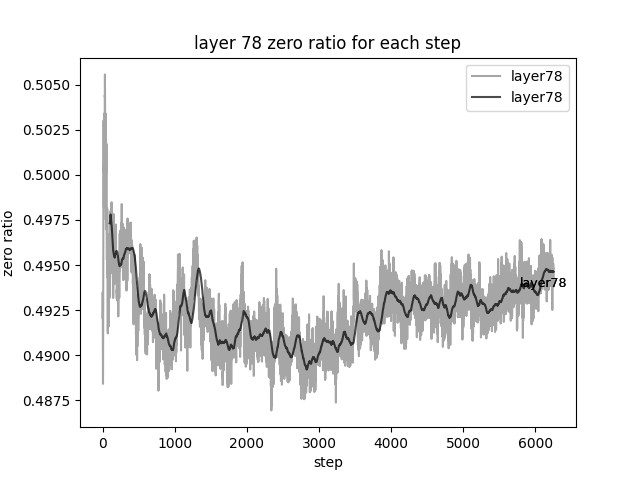 layer 78 zero ratio for each step
layer78
layer78
0.5050
0.5025
0.5000
0.4975
0.4950
0.4925
0.4900
0.4875
zero ratio
layer78
0
1000
2000
3000
4000
5000
6000
step